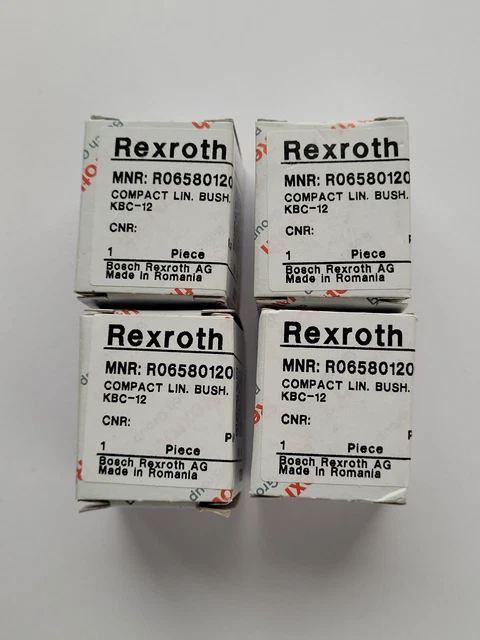 Rexroth
MNR: R06580120
COMPACT LIN. BUSH.
KBC-12
CNR:
1 Piece
Bosch Rexroth AG
Made in Romania
Rexroth
MNR: R06580120
COMPACT LIN. BUSH.
KBC-12
CNR:
1 Piece
Bosch Rexroth AG
Made in Romania
Rexroth
MNR: R06580120
COMPACT LIN. BUSH.
KBC-12
CNR:
1 Piece
Bosch Rexroth AG
Made in Romania
Rexroth
MNR: R06580120
COMPACT LIN. BUSH.
KBC-12
CNR:
1 Piece
Bosch Rexroth AG
Made in Romania